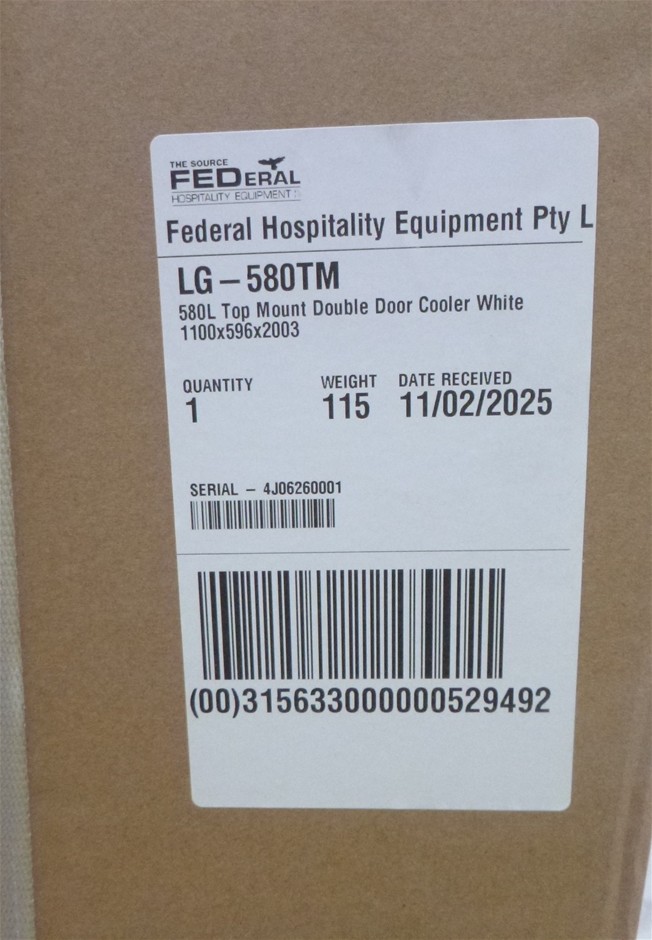 THE SOURCE
FEDERAL
HOSPITALITY EQUIPMENT
Federal Hospitality Equipment Pty L
LG – 580TM
580L Top Mount Double Door Cooler White
1100x596x2003
QUANTITY WEIGHT DATE RECEIVED
1 115 11/02/2025
SERIAL – 4J06260001
(00)315633000000529492